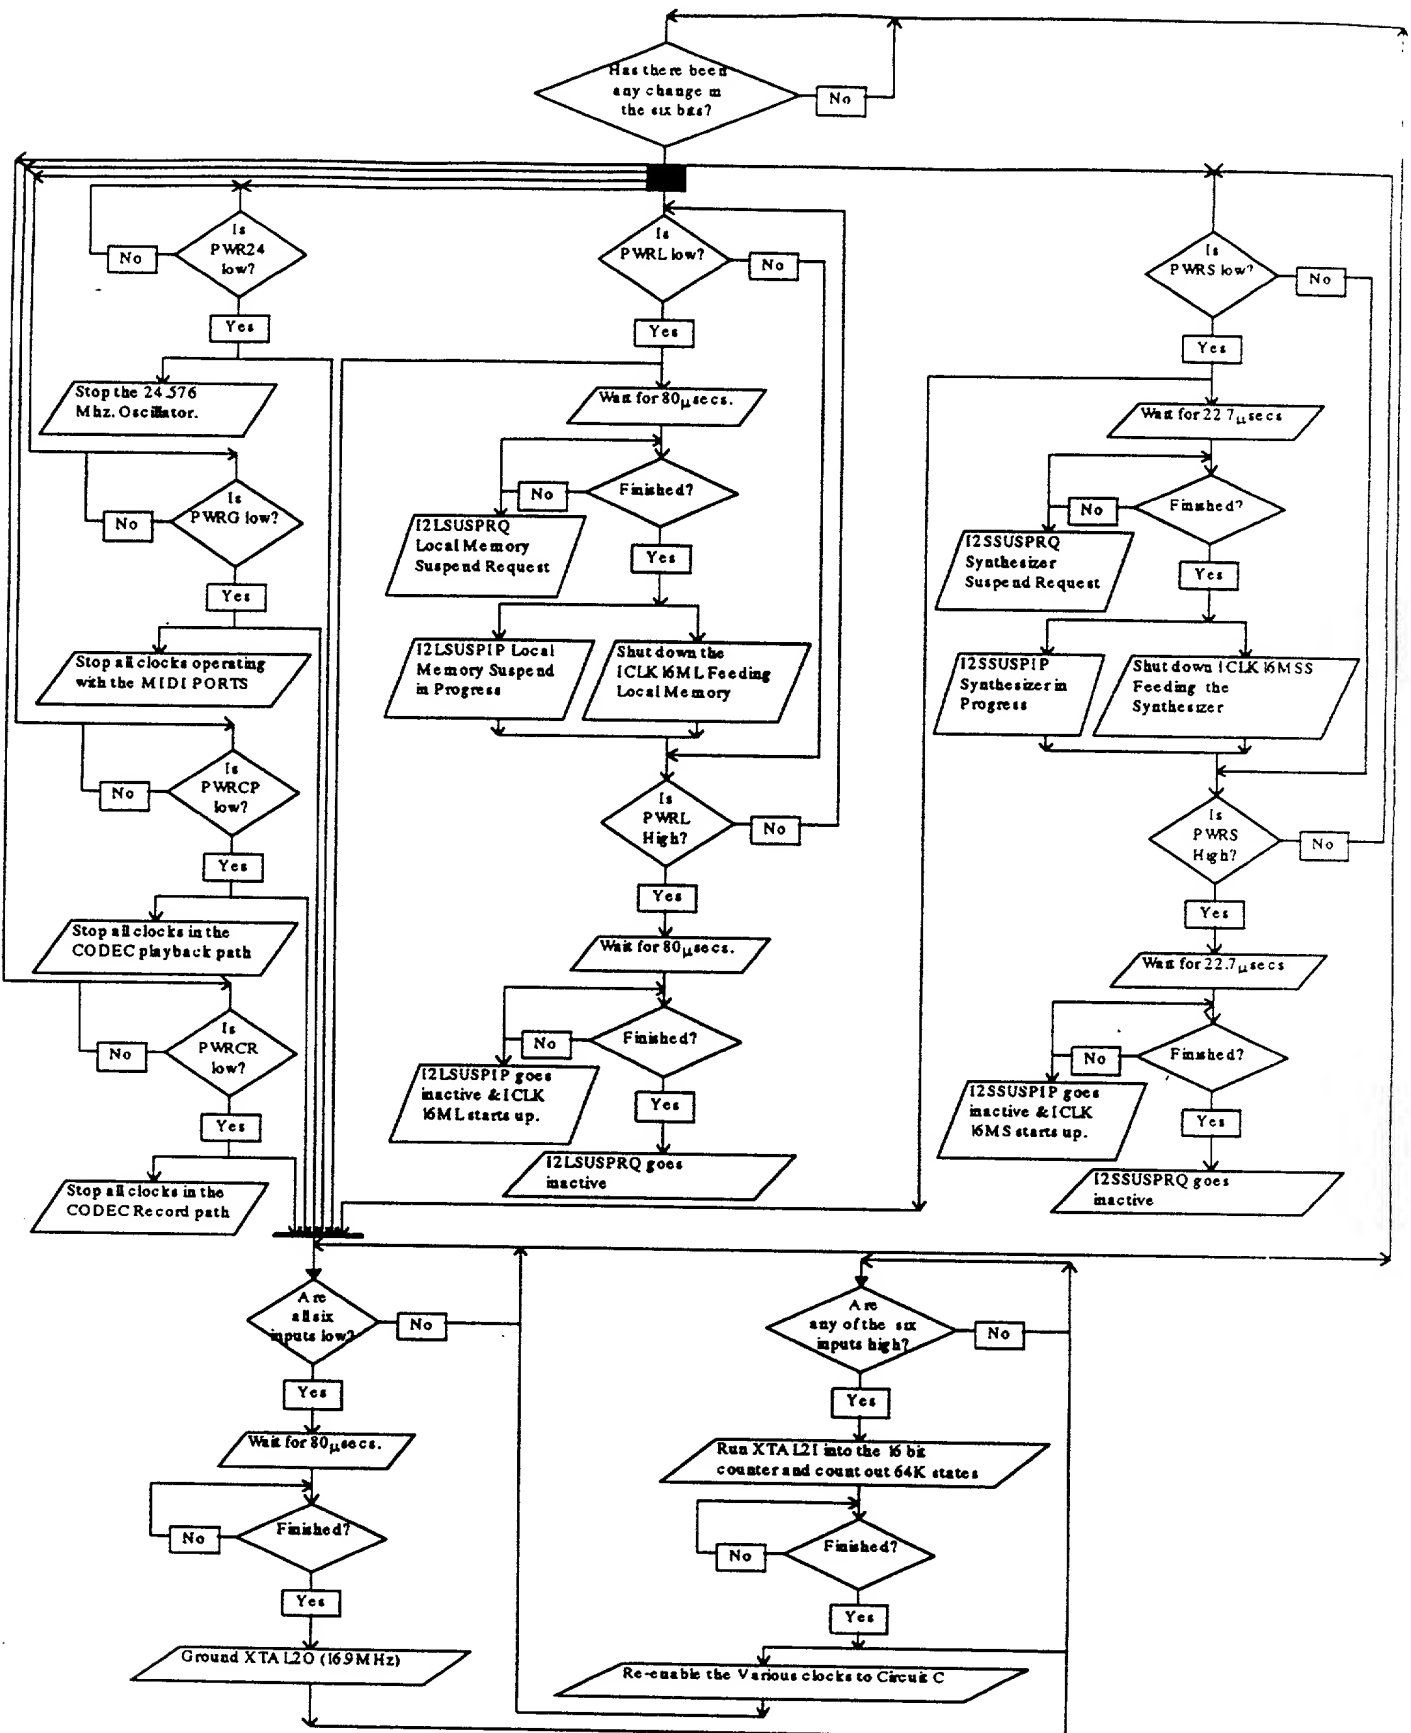 Has there been
any change in
the six bits?
No
Is
PWR24
low?
No
Yes
Stop the 24.576
Mhz. Oscillator.
Is
PWRG low?
No
Yes
Stop all clocks operating
with the MIDI PORTS
Is
PWRCP
low?
No
Yes
Stop all clocks in the
CODEC playback path
Is
PWRCR
low?
No
Yes
Stop all clocks in the
CODEC Record path
Is
PWRL low?
No
Yes
Wait for 80μsecs.
Finished?
No
I2LSUSPRQ
Local Memory
Suspend Request
Yes
I2LSUSPIP Local
Memory Suspend
in Progress
Shut down the
ICLK16ML Feeding
Local Memory
Is
PWRL
High?
No
Yes
Wait for 80μsecs.
Finished?
No
I2LSUSPIP goes
inactive & ICLK
16ML starts up.
Yes
I2LSUSPRQ goes
inactive
Is
PWRS low?
No
Yes
Wait for 22.7μsecs
Finished?
No
I2SSUSPRQ
Synthesizer
Suspend Request
Yes
I2SSUSPIP
Synthesizer in
Progress
Shut down ICLK16MSS
Feeding the
Synthesizer
Is
PWRS
High?
No
Yes
Wait for 22.7μsecs
Finished?
No
I2SSUSPIP goes
inactive & ICLK
16MS starts up.
Yes
I2SSUSPRQ goes
inactive
Are
all six
inputs low?
No
Yes
Wait for 80μsecs.
Finished?
No
Yes
Ground XTAL2O (16.9MHz)
Are
any of the six
inputs high?
No
Yes
Run XTAL2I into the 16 bit
counter and count out 64K states
Finished?
No
Yes
Re-enable the Various clocks to Circuit C